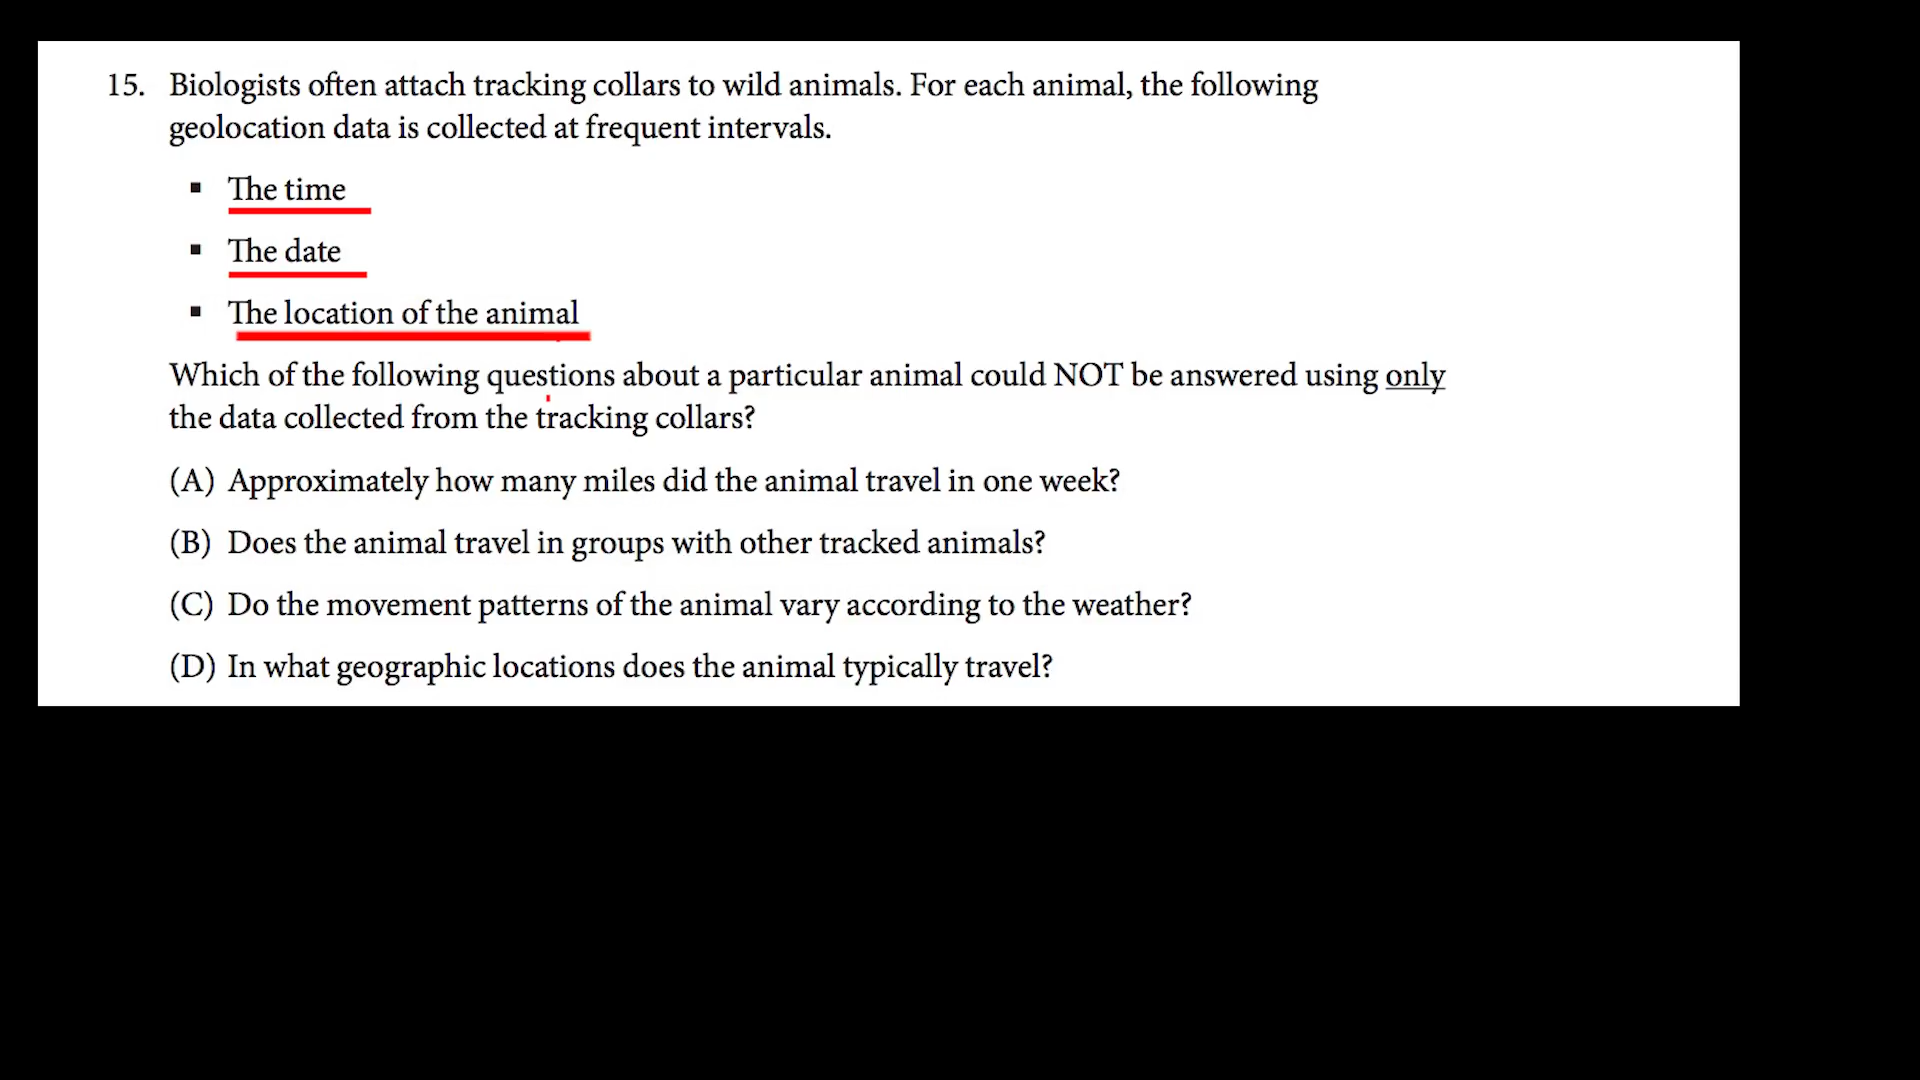 15. Biologists often attach tracking collars to wild animals. For each animal, the following
geolocation data is collected at frequent intervals.
▪ The time
▪ The date
▪ The location of the animal
Which of the following questions about a particular animal could NOT be answered using only
the data collected from the tracking collars?
(A) Approximately how many miles did the animal travel in one week?
(B) Does the animal travel in groups with other tracked animals?
(C) Do the movement patterns of the animal vary according to the weather?
(D) In what geographic locations does the animal typically travel?